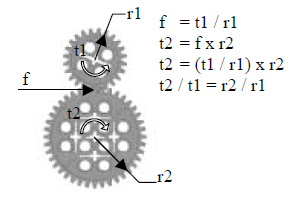 r1
t1
f
t2
r2
f = t1 / r1
t2 = f x r2
t2 = (t1 / r1) x r2
t2 / t1 = r2 / r1